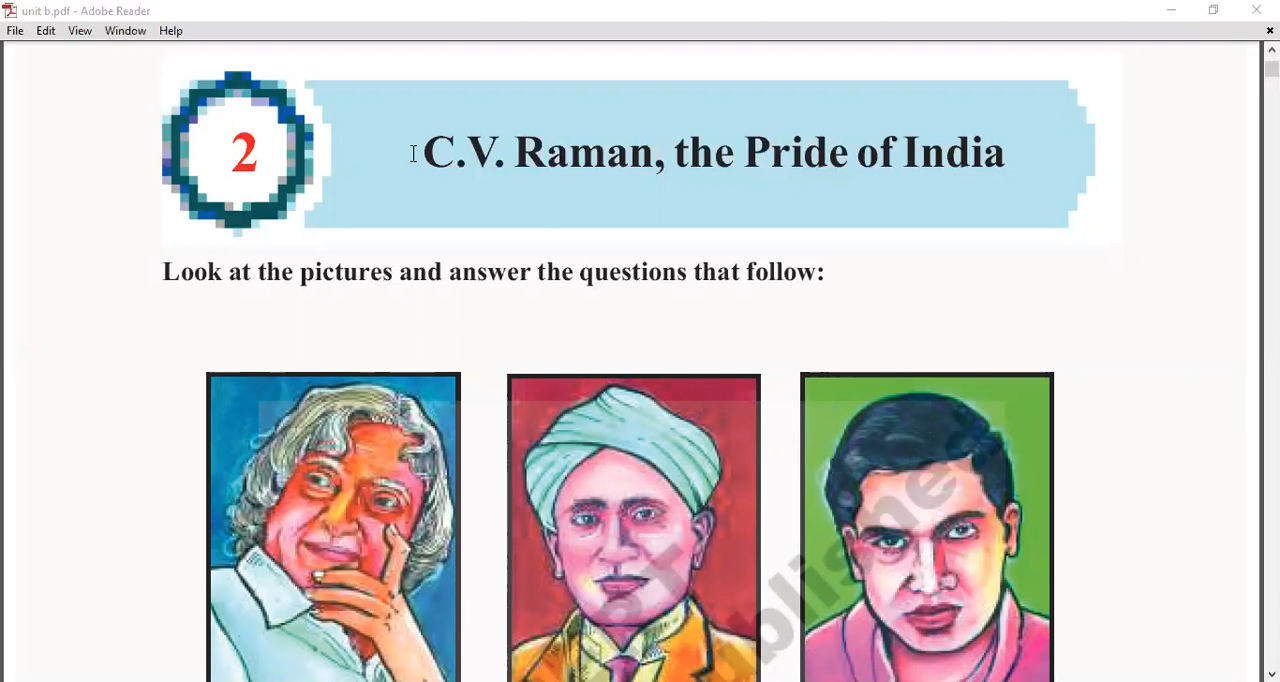 unit b.pdf - Adobe Reader
File Edit View Window Help
2
C.V. Raman, the Pride of India
Look at the pictures and answer the questions that follow: